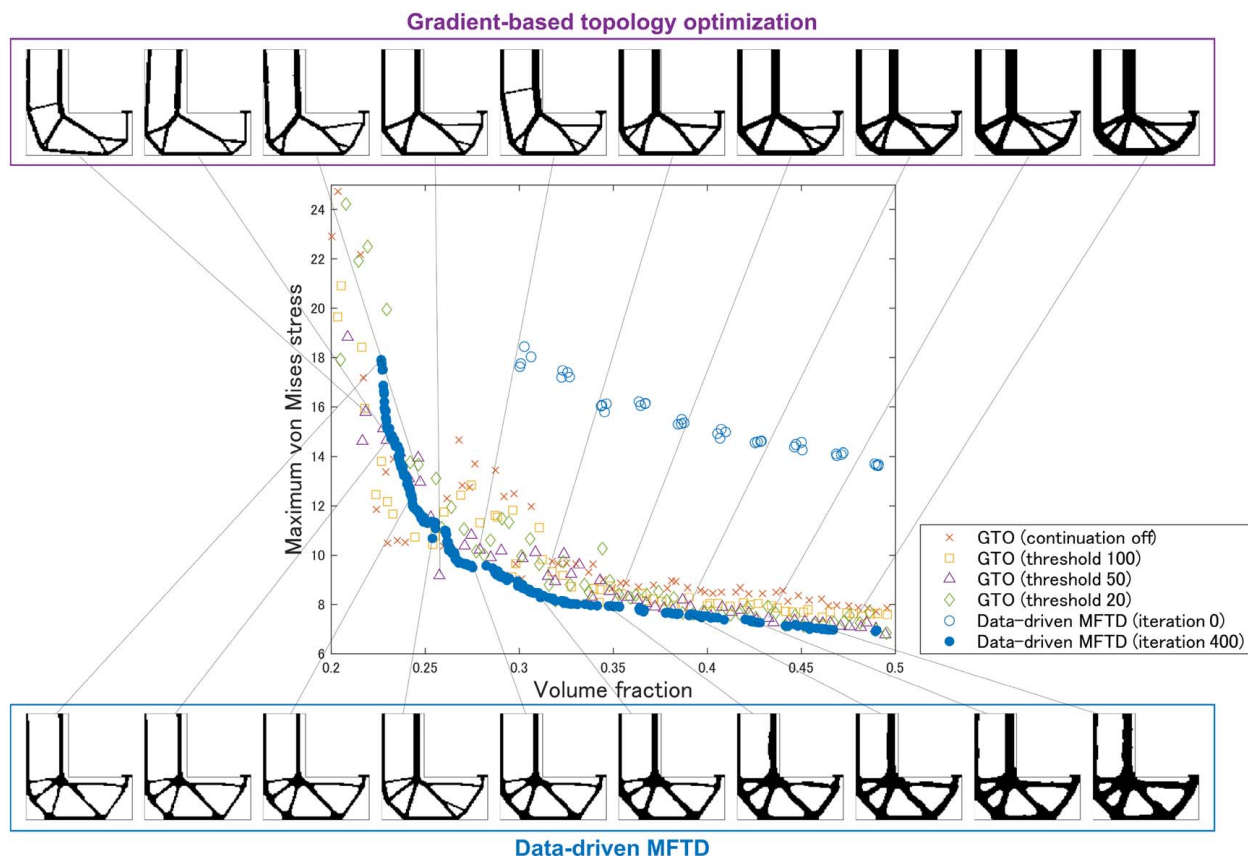 Gradient-based topology optimization
24
22
20
18
16
14
12
10
8
6
Maximum von Mises stress
0.2
0.25
0.3
0.35
0.4
0.45
0.5
Volume fraction
GTO (continuation off)
GTO (threshold 100)
GTO (threshold 50)
GTO (threshold 20)
Data-driven MFTD (iteration 0)
Data-driven MFTD (iteration 400)
Data-driven MFTD